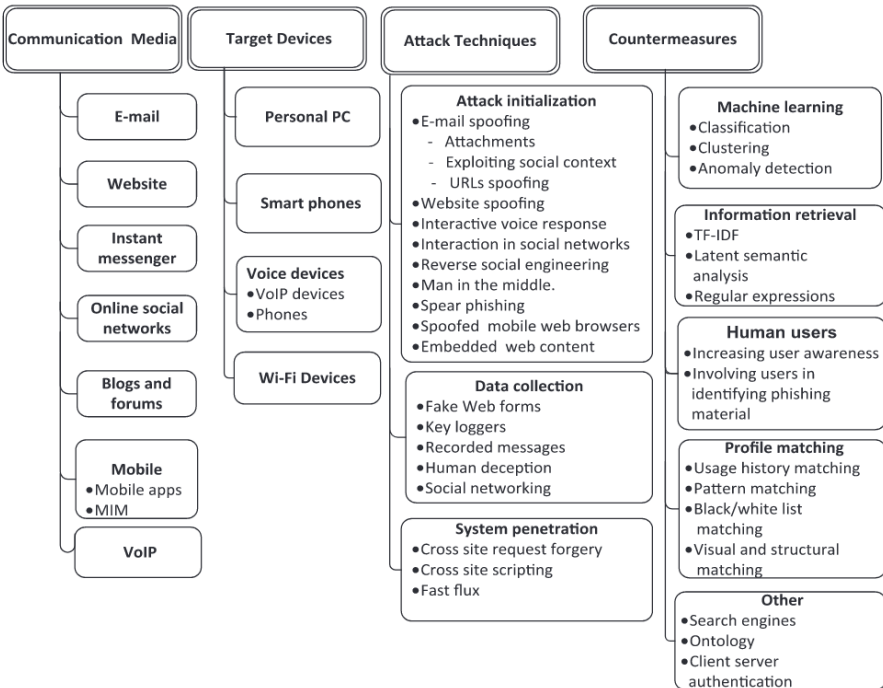 Communication Media
E-mail
Website
Instant
messenger
Online social
networks
Blogs and
forums
Mobile
•Mobile apps
•MIM
VoIP
Target Devices
Personal PC
Smart phones
Voice devices
•VoIP devices
•Phones
Wi-Fi Devices
Attack Techniques
Attack initialization
•E-mail spoofing
- Attachments
- Exploiting social context
- URLs spoofing
•Website spoofing
•Interactive voice response
•Interaction in social networks
•Reverse social engineering
•Man in the middle.
•Spear phishing
•Spoofed mobile web browsers
•Embedded web content
Data collection
•Fake Web forms
•Key loggers
•Recorded messages
•Human deception
•Social networking
System penetration
•Cross site request forgery
•Cross site scripting
•Fast flux
Countermeasures
Machine learning
•Classification
•Clustering
•Anomaly detection
Information retrieval
•TF-IDF
•Latent semantic
analysis
•Regular expressions
Human users
•Increasing user awareness
•Involving users in
identifying phishing
material
Profile matching
•Usage history matching
•Pattern matching
•Black/white list
matching
•Visual and structural
matching
Other
•Search engines
•Ontology
•Client server
authentication